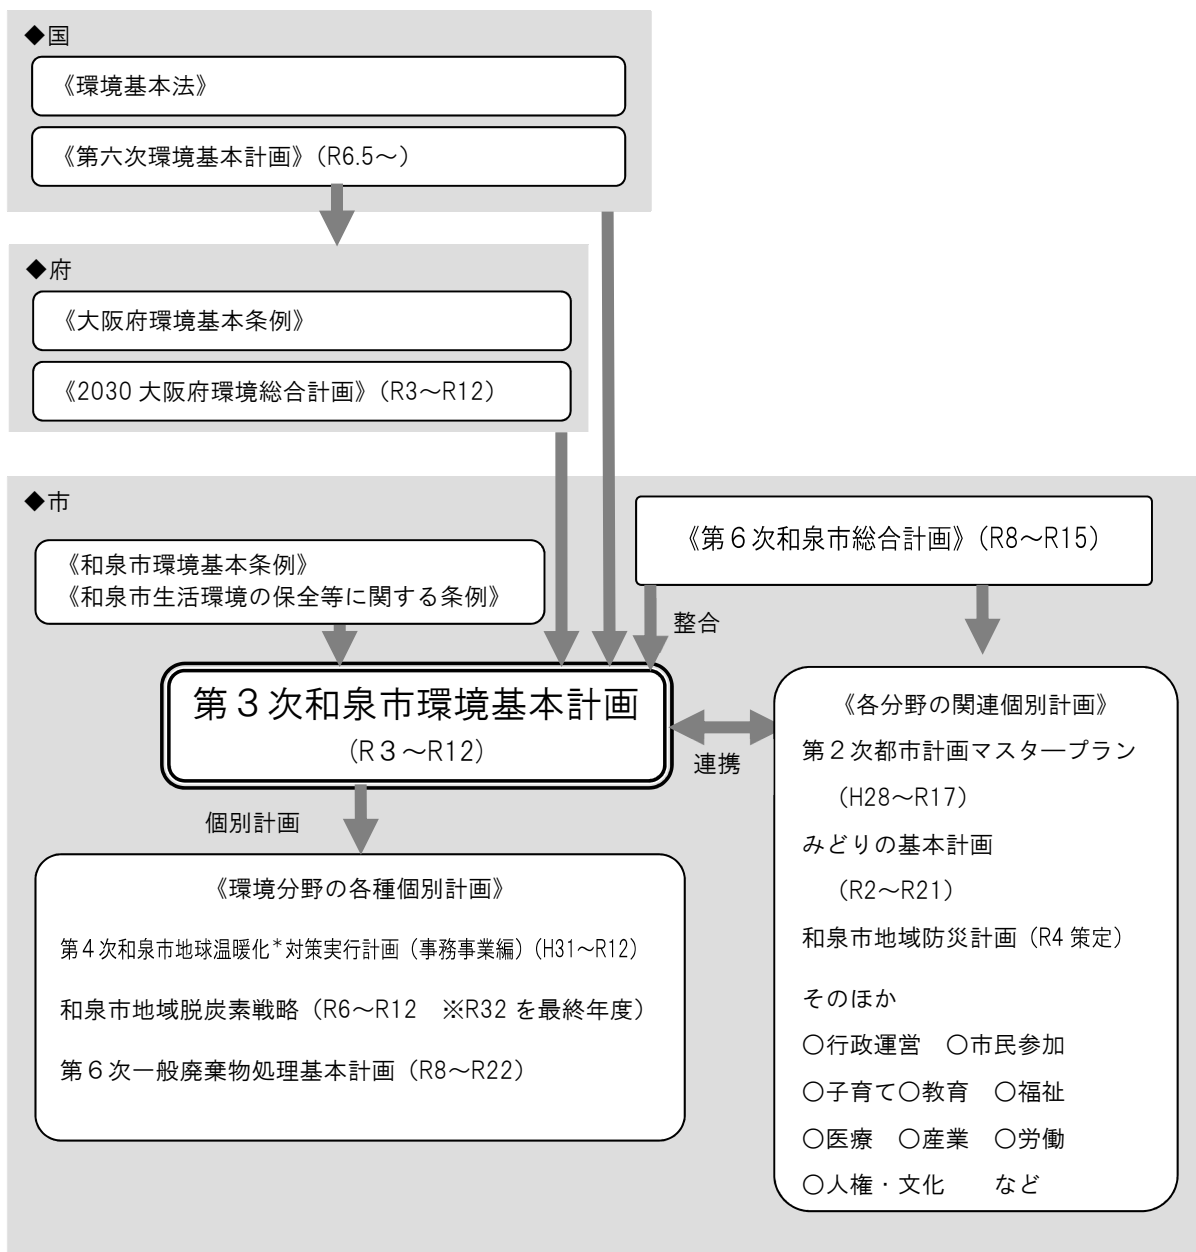 ◆国
《環境基本法》
《第六次環境基本計画》（R6.5～）
◆府
《大阪府環境基本条例》
《2030大阪府環境総合計画》（R3～R12）
◆市
《和泉市環境基本条例》
《和泉市生活環境の保全等に関する条例》
《第６次和泉市総合計画》（R8～R15）
整合
第３次和泉市環境基本計画
（R３～R12）
連携
個別計画
《環境分野の各種個別計画》
第４次和泉市地球温暖化*対策実行計画（事務事業編）（H31～R12）
和泉市地域脱炭素戦略（R6～R12　※R32を最終年度）
第６次一般廃棄物処理基本計画（R8～R22）
《各分野の関連個別計画》
第２次都市計画マスタープラン
（H28～R17）
みどりの基本計画
（R2～R21）
和泉市地域防災計画（R4策定）
そのほか
○行政運営　○市民参加
○子育て○教育　○福祉
○医療　○産業　○労働
○人権・文化　　など